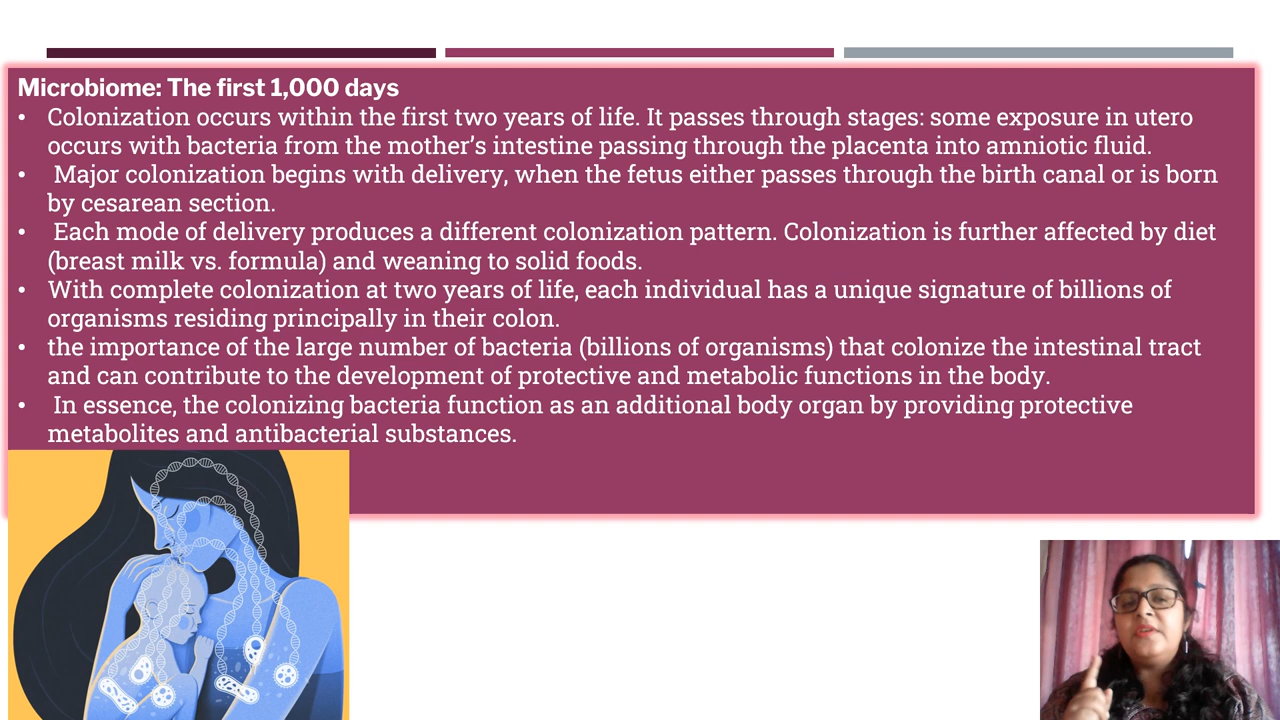 Microbiome: The first 1,000 days
• Colonization occurs within the first two years of life. It passes through stages: some exposure in utero
occurs with bacteria from the mother’s intestine passing through the placenta into amniotic fluid.
• Major colonization begins with delivery, when the fetus either passes through the birth canal or is born
by cesarean section.
• Each mode of delivery produces a different colonization pattern. Colonization is further affected by diet
(breast milk vs. formula) and weaning to solid foods.
• With complete colonization at two years of life, each individual has a unique signature of billions of
organisms residing principally in their colon.
• the importance of the large number of bacteria (billions of organisms) that colonize the intestinal tract
and can contribute to the development of protective and metabolic functions in the body.
• In essence, the colonizing bacteria function as an additional body organ by providing protective
metabolites and antibacterial substances.